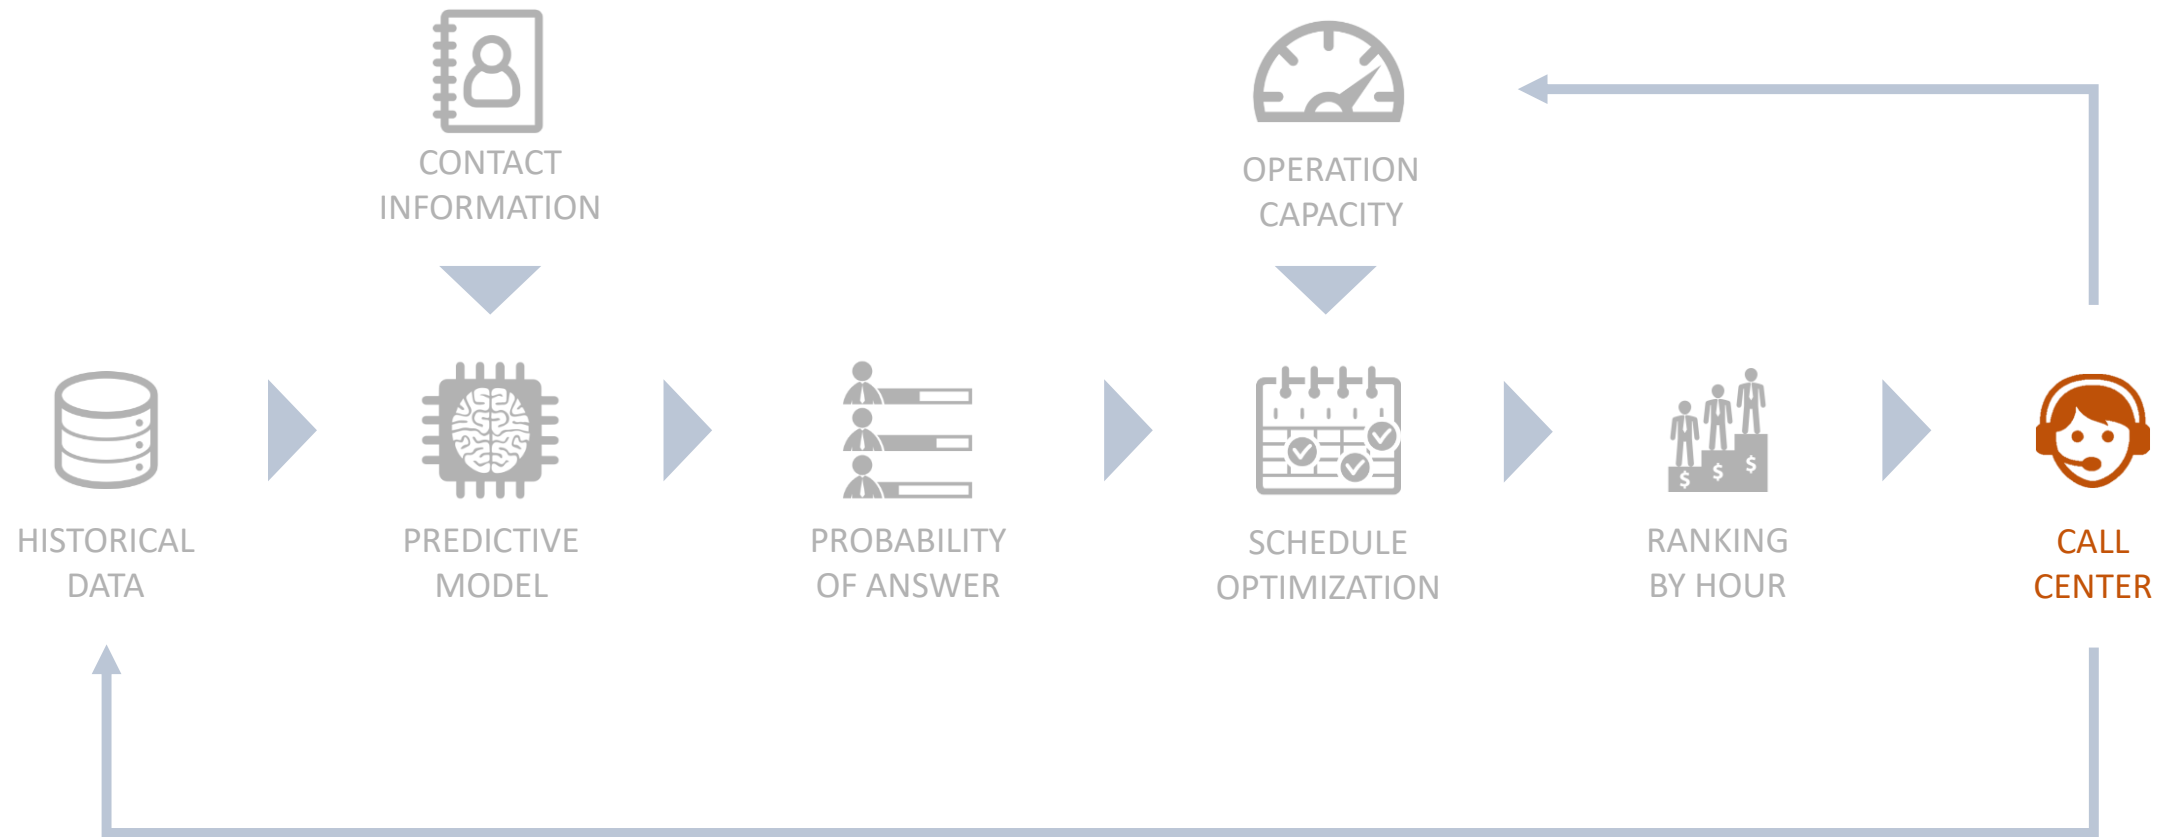 CONTACT
INFORMATION
OPERATION
CAPACITY
HISTORICAL
DATA
PREDICTIVE
MODEL
PROBABILITY
OF ANSWER
SCHEDULE
OPTIMIZATION
$ $ $
RANKING
BY HOUR
CALL
CENTER